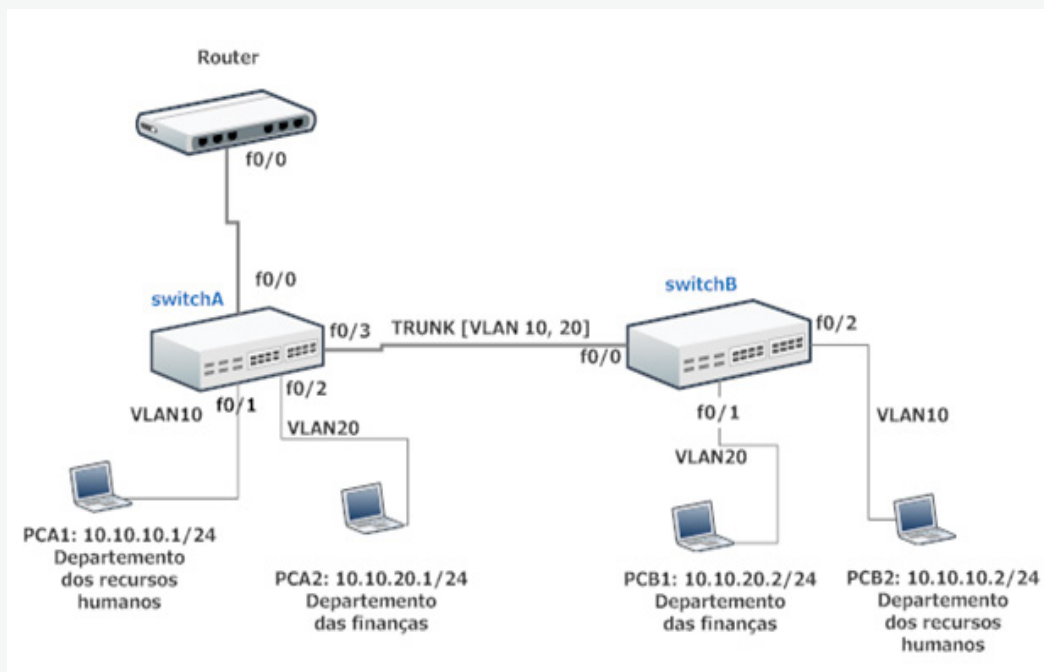 Router
f0/0
f0/0
switchA
switchB
f0/3
TRUNK [VLAN 10, 20]
f0/0
f0/2
f0/2
VLAN10
f0/1
f0/1
VLAN10
VLAN20
VLAN20
PCA1: 10.10.10.1/24
Departemento
dos recursos
humanos
PCA2: 10.10.20.1/24
Departemento
das finanças
PCB1: 10.10.20.2/24
Departemento
das finanças
PCB2: 10.10.10.2/24
Departemento
dos recursos
humanos